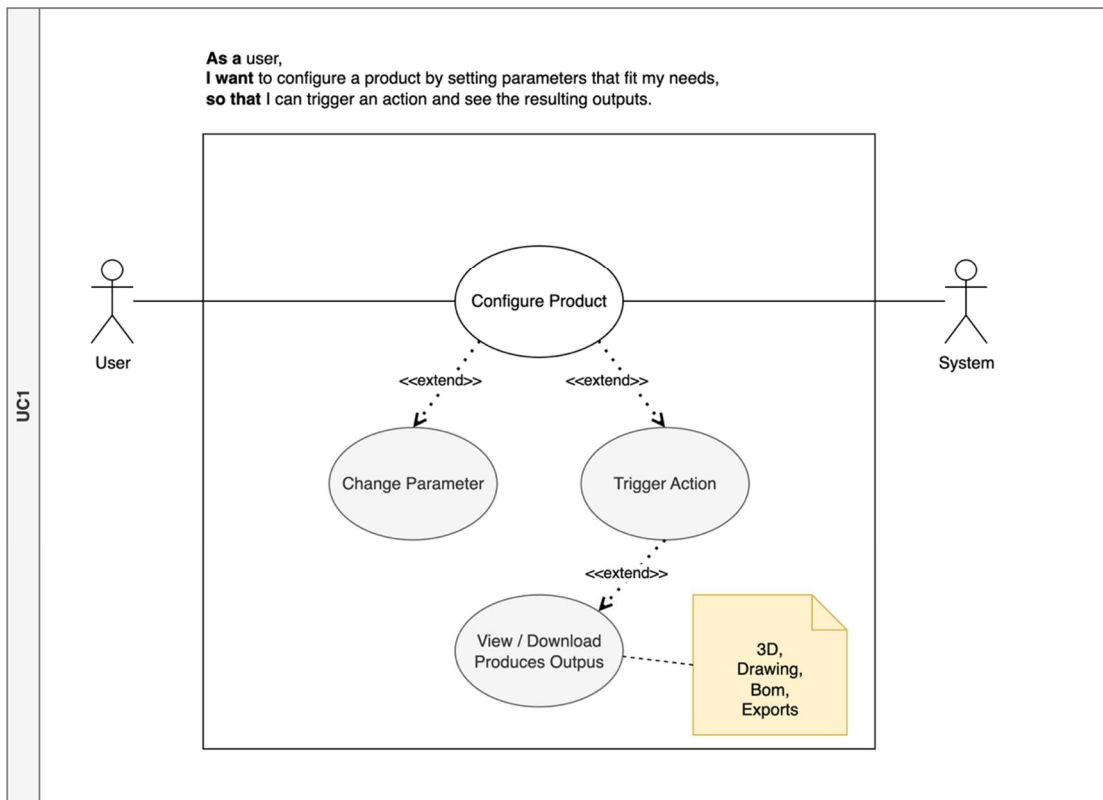 As a user,
I want to configure a product by setting parameters that fit my needs,
so that I can trigger an action and see the resulting outputs.
Configure Product
User
System
UC1
<<extend>>
<<extend>>
Change Parameter
Trigger Action
<<extend>>
View / Download
Produces Outpus
3D,
Drawing,
Bom,
Exports